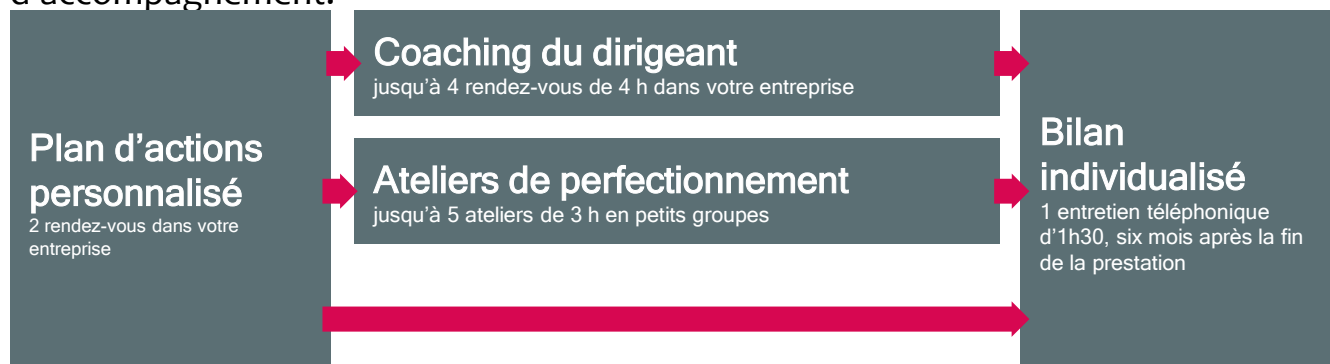 d'accompagnement.
Plan d'actions
personnalisé
2 rendez-vous dans votre
entreprise
Coaching du dirigeant
jusqu'à 4 rendez-vous de 4 h dans votre entreprise
Ateliers de perfectionnement
jusqu'à 5 ateliers de 3 h en petits groupes
Bilan
individualisé
1 entretien téléphonique
d'1h30, six mois après la fin
de la prestation